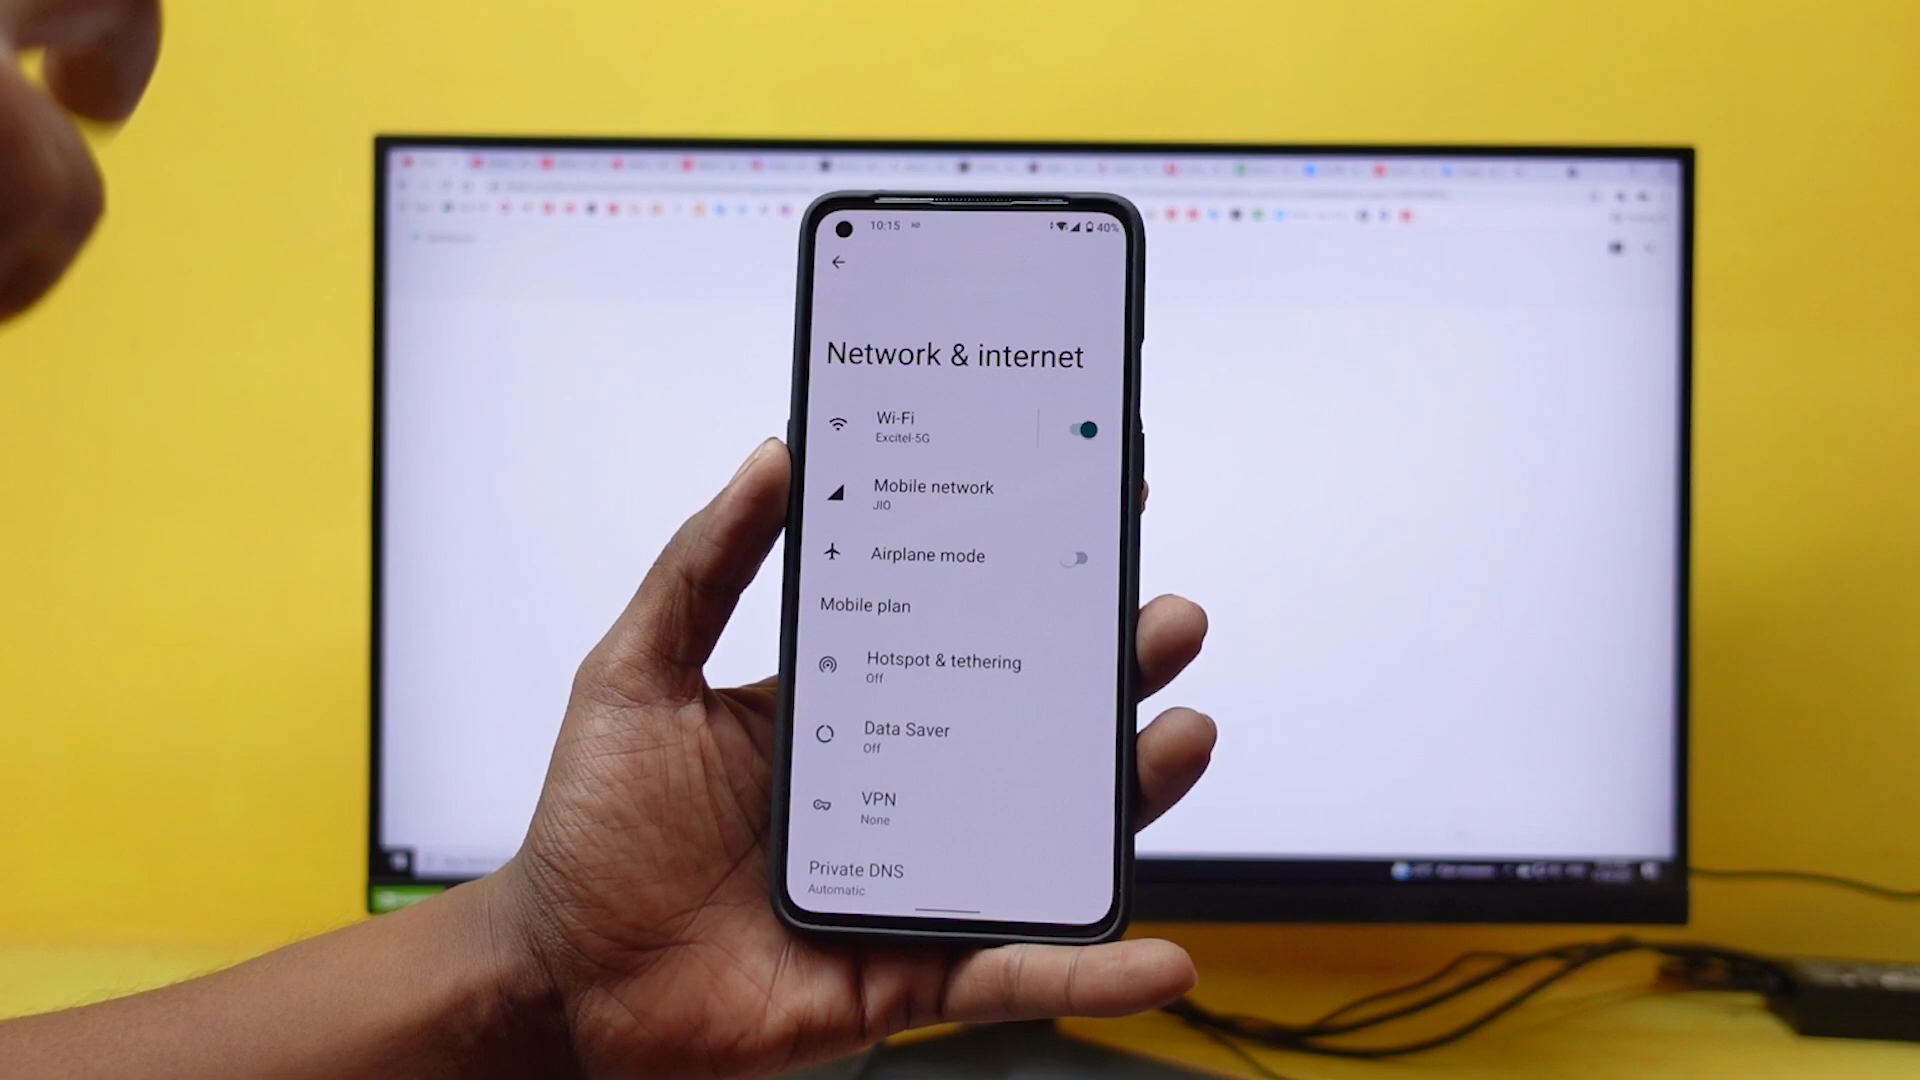 10:15 HD 40%
Network & internet
Wi-Fi
Excitel-5G
Mobile network
JIO
Airplane mode
Mobile plan
Hotspot & tethering
Off
Data Saver
Off
VPN
None
Private DNS
Automatic